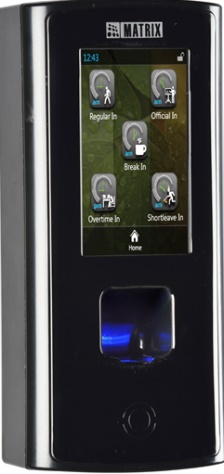 MATRIX
12:43
Regular In
Official In
Break In
Overtime In
Shortleave In
Home